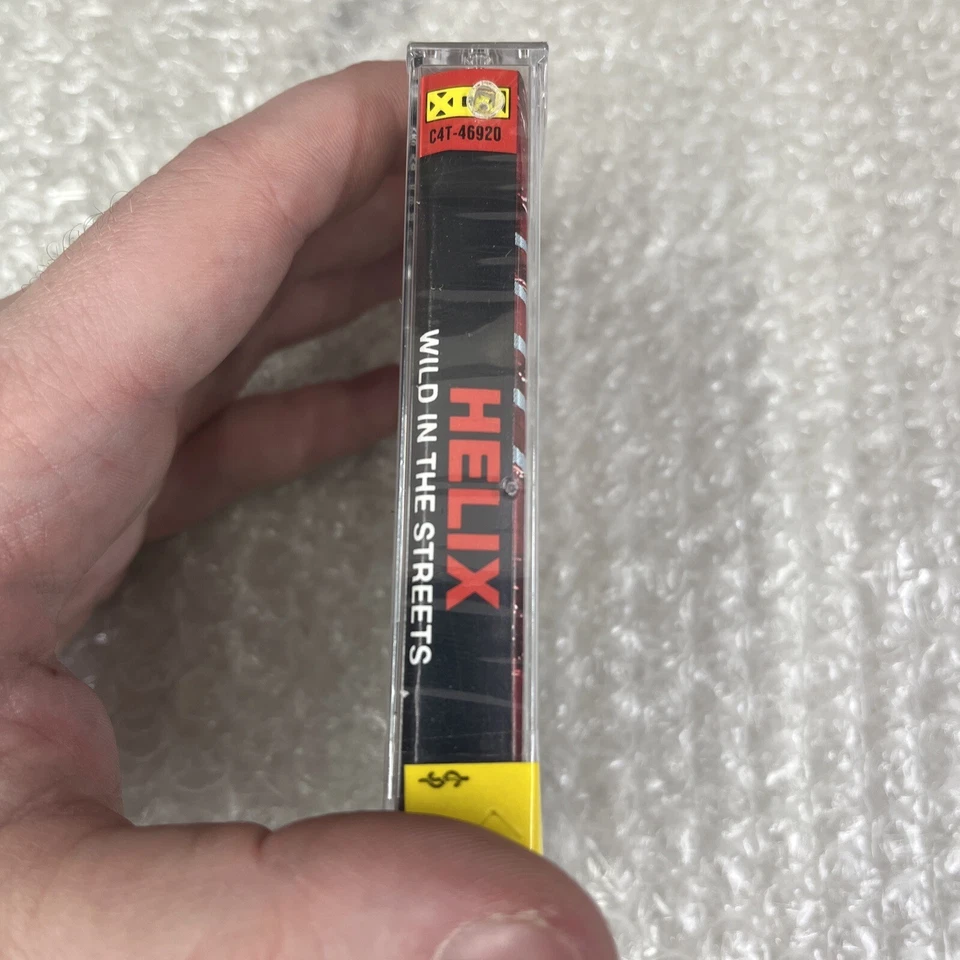 C4T-46920
HELIX
WILD IN THE STREETS
$